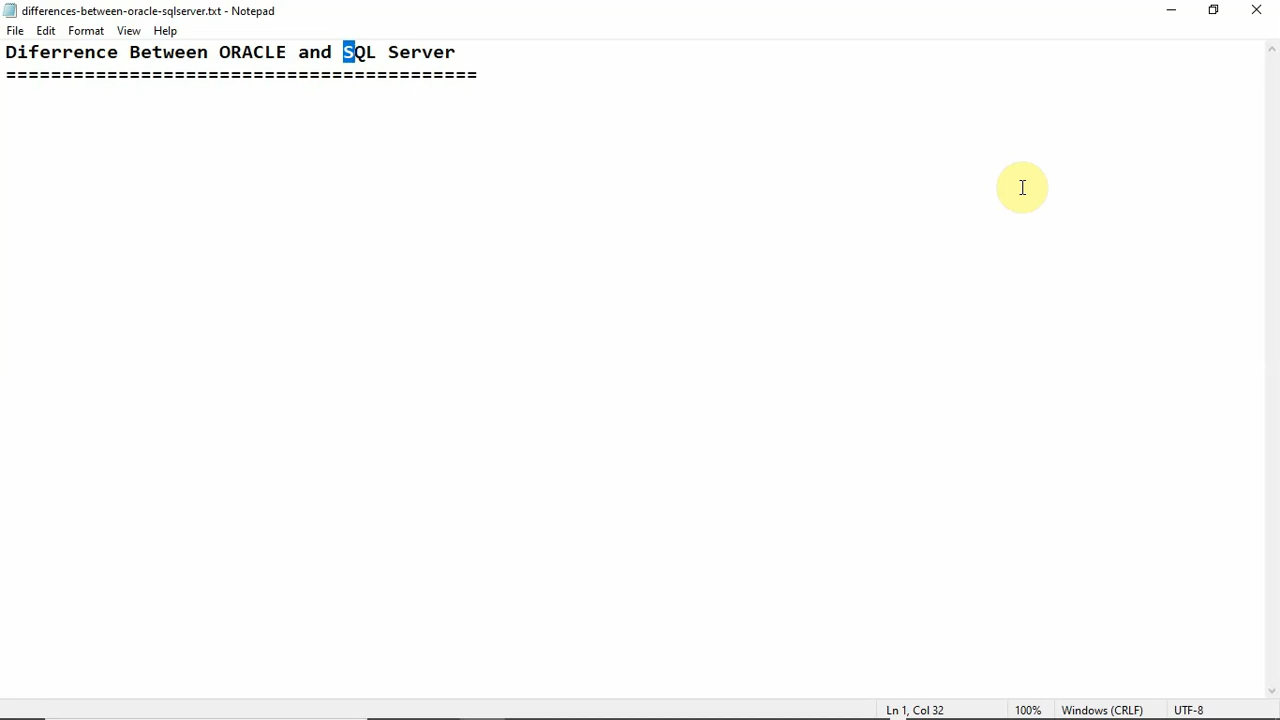 differences-between-oracle-sqlserver.txt - Notepad
File Edit Format View Help
Diferrence Between ORACLE and SQL Server
==========================================
Ln 1, Col 32 100% Windows (CRLF) UTF-8